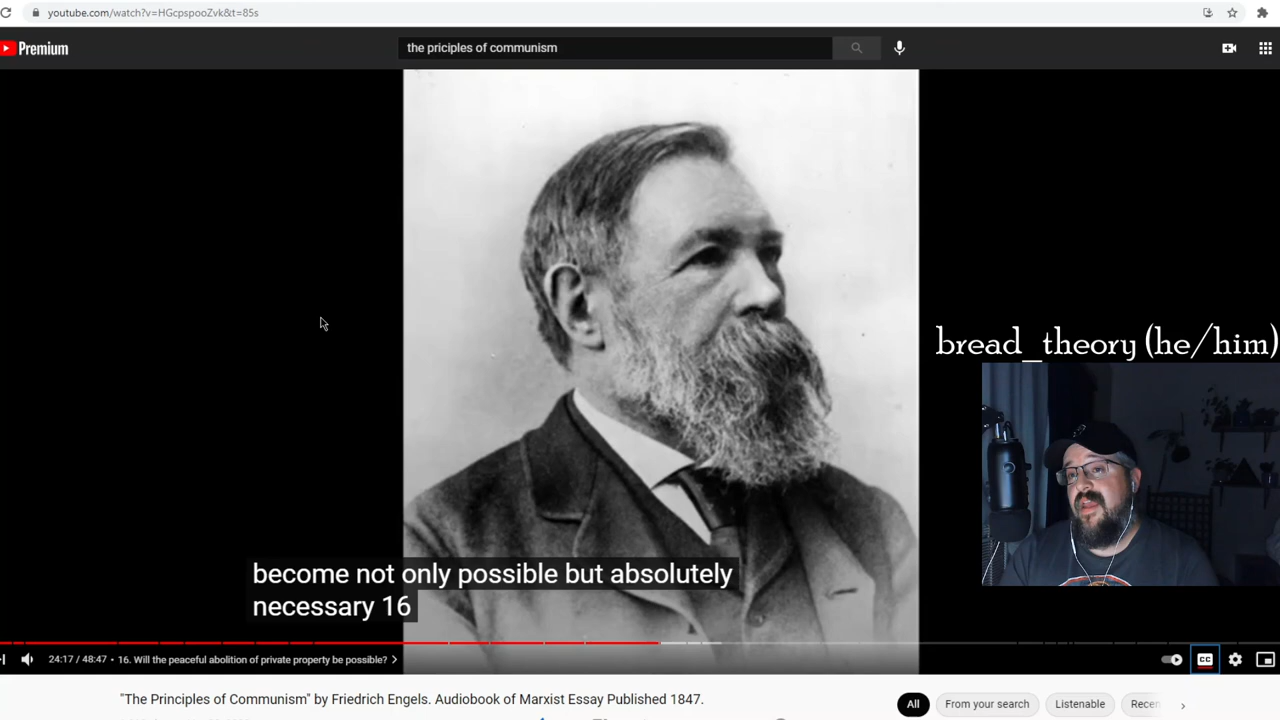 youtube.com/watch?v=HGcpspooZvk&t=85s
Premium
the priciples of communism
bread_theory (he/him)
become not only possible but absolutely
necessary 16
24:17 / 48:47 • 16. Will the peaceful abolition of private property be possible?
CC
"The Principles of Communism" by Friedrich Engels. Audiobook of Marxist Essay Published 1847.
All
From your search
Listenable